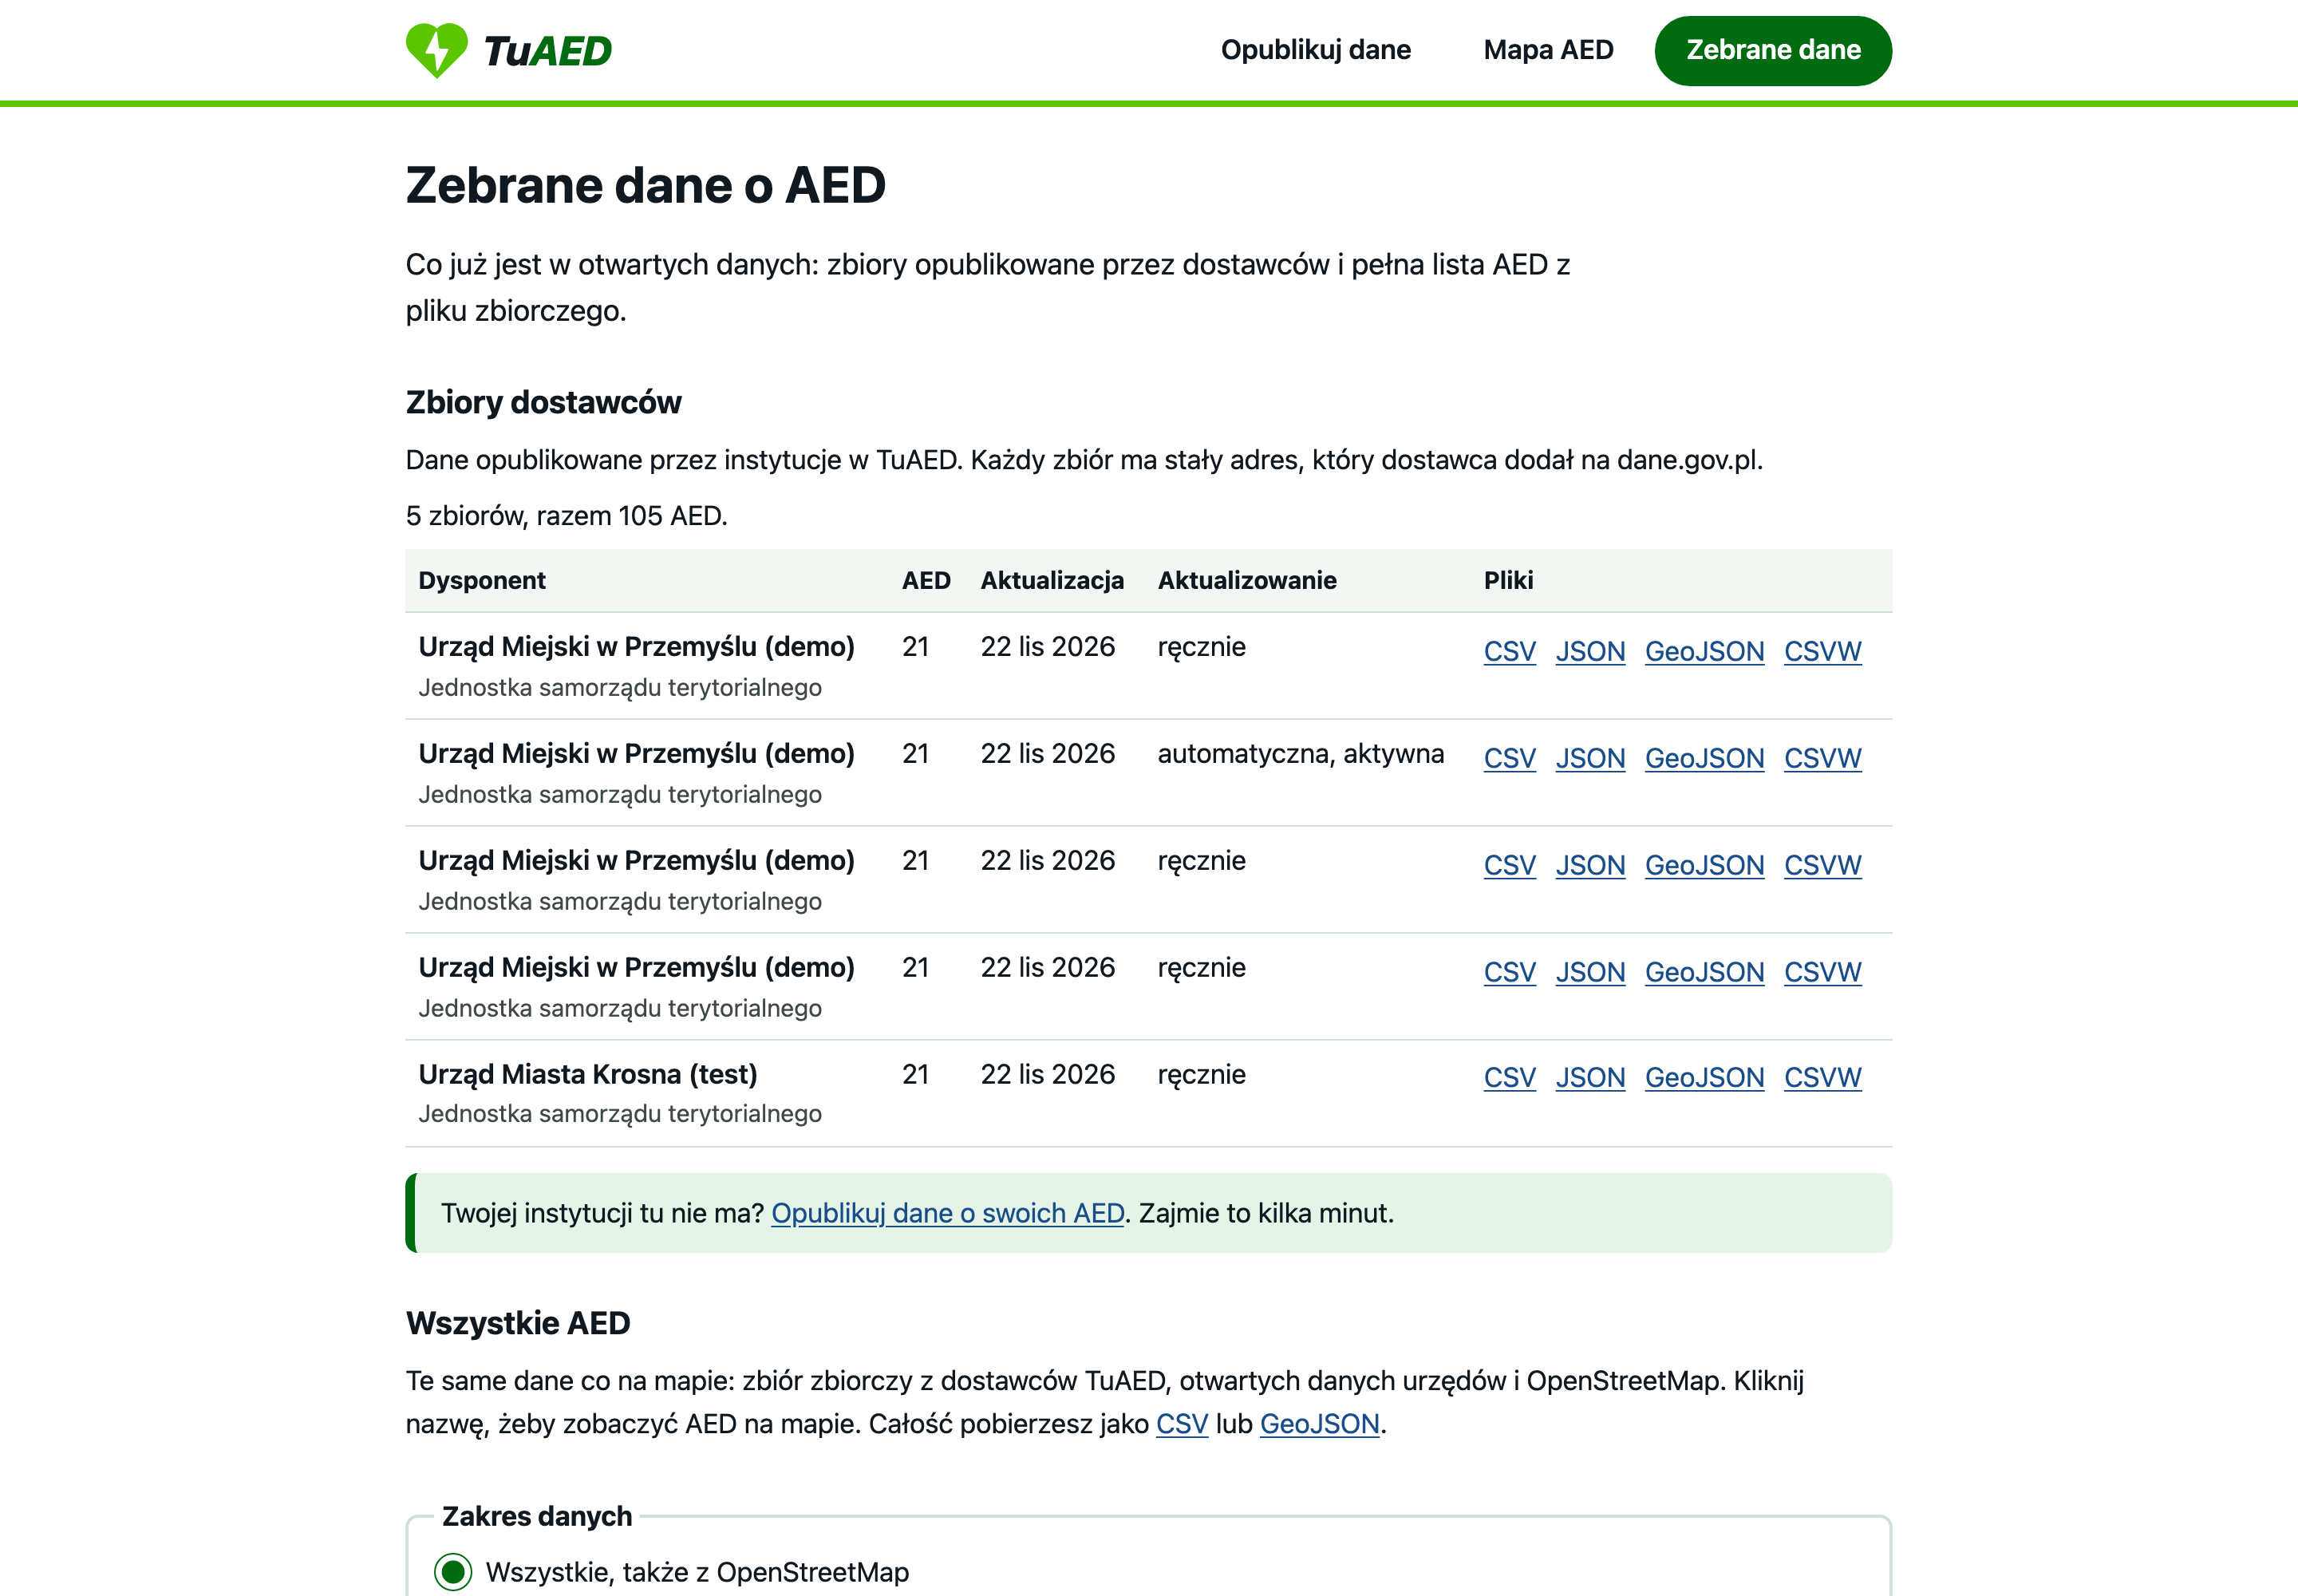 TuAED
Opublikuj dane
Mapa AED
Zebrane dane
Zebrane dane o AED
Co już jest w otwartych danych: zbiory opublikowane przez dostawców i pełna lista AED z
pliku zbiorczego.
Zbiory dostawców
Dane opublikowane przez instytucje w TuAED. Każdy zbiór ma stały adres, który dostawca dodał na dane.gov.pl.
5 zbiorów, razem 105 AED.
Dysponent AED Aktualizacja Aktualizowanie Pliki
Urząd Miejski w Przemyślu (demo) 21 22 lis 2026 ręcznie CSV JSON GeoJSON CSVW
Jednostka samorządu terytorialnego
Urząd Miejski w Przemyślu (demo) 21 22 lis 2026 automatyczna, aktywna CSV JSON GeoJSON CSVW
Jednostka samorządu terytorialnego
Urząd Miejski w Przemyślu (demo) 21 22 lis 2026 ręcznie CSV JSON GeoJSON CSVW
Jednostka samorządu terytorialnego
Urząd Miejski w Przemyślu (demo) 21 22 lis 2026 ręcznie CSV JSON GeoJSON CSVW
Jednostka samorządu terytorialnego
Urząd Miasta Krosna (test) 21 22 lis 2026 ręcznie CSV JSON GeoJSON CSVW
Jednostka samorządu terytorialnego
Twojej instytucji tu nie ma? Opublikuj dane o swoich AED. Zajmie to kilka minut.
Wszystkie AED
Te same dane co na mapie: zbiór zbiorczy z dostawców TuAED, otwartych danych urzędów i OpenStreetMap. Kliknij
nazwę, żeby zobaczyć AED na mapie. Całość pobierzesz jako CSV lub GeoJSON.
Zakres danych
Wszystkie, także z OpenStreetMap